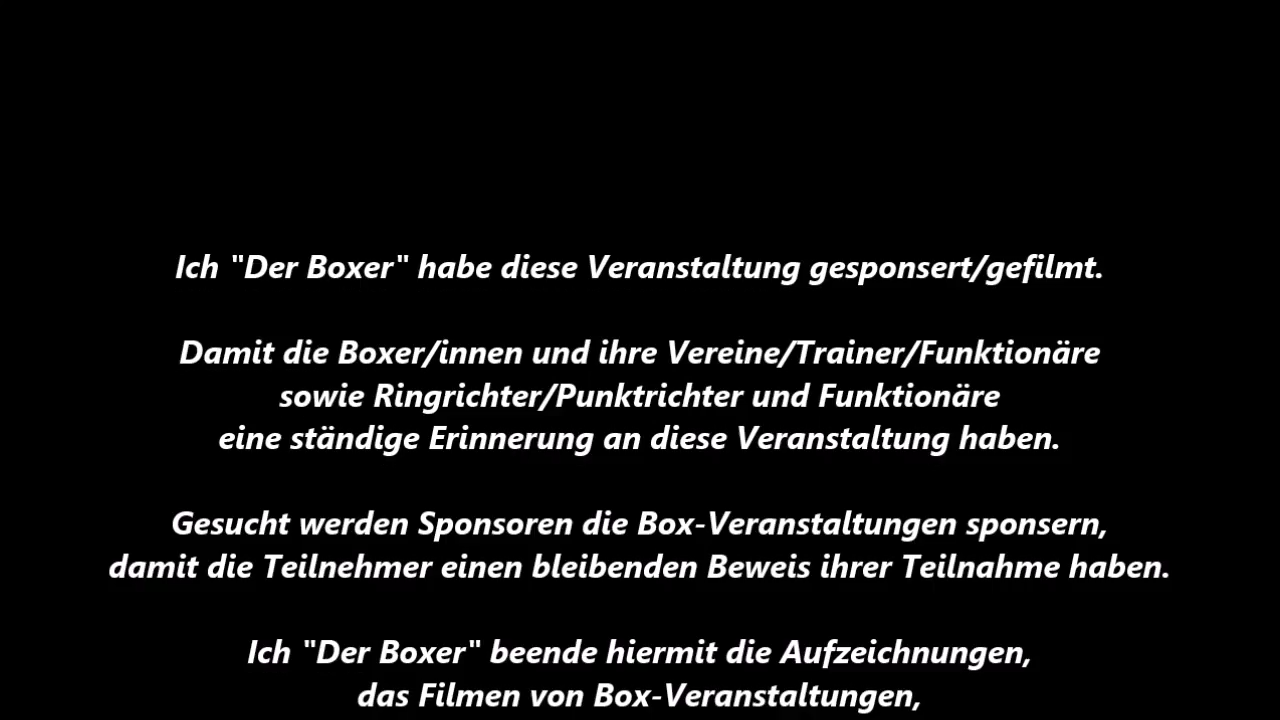 Ich "Der Boxer" habe diese Veranstaltung gesponsert/gefilmt.
Damit die Boxer/innen und ihre Vereine/Trainer/Funktionäre
sowie Ringrichter/Punktrichter und Funktionäre
eine ständige Erinnerung an diese Veranstaltung haben.
Gesucht werden Sponsoren die Box-Veranstaltungen sponsern,
damit die Teilnehmer einen bleibenden Beweis ihrer Teilnahme haben.
Ich "Der Boxer" beende hiermit die Aufzeichnungen,
das Filmen von Box-Veranstaltungen,